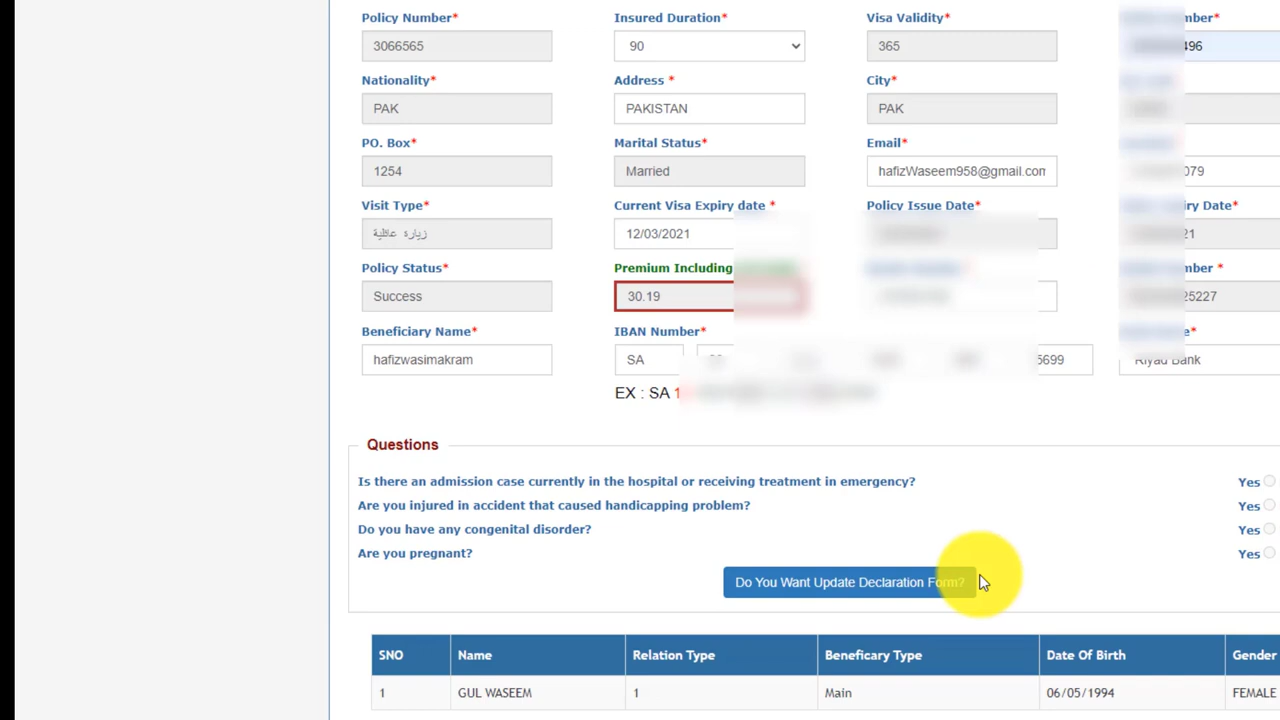 Policy Number* Insured Duration* Visa Validity* mber*
3066565 90 365 496
Nationality* Address * City*
PAK PAKISTAN PAK
PO. Box* Marital Status* Email*
1254 Married hafizWaseem958@gmail.com 079
Visit Type* Current Visa Expiry date * Policy Issue Date* ry Date*
زيارة عائلية 12/03/2021 21
Policy Status* Premium Including mber *
Success 30.19 25227
Beneficiary Name* IBAN Number* *
hafizwasimakram SA 5699 Riyad Bank
EX : SA 1
Questions
Is there an admission case currently in the hospital or receiving treatment in emergency? Yes
Are you injured in accident that caused handicapping problem? Yes
Do you have any congenital disorder? Yes
Are you pregnant? Yes
Do You Want Update Declaration Form?
SNO Name Relation Type Beneficary Type Date Of Birth Gender
1 GUL WASEEM 1 Main 06/05/1994 FEMALE